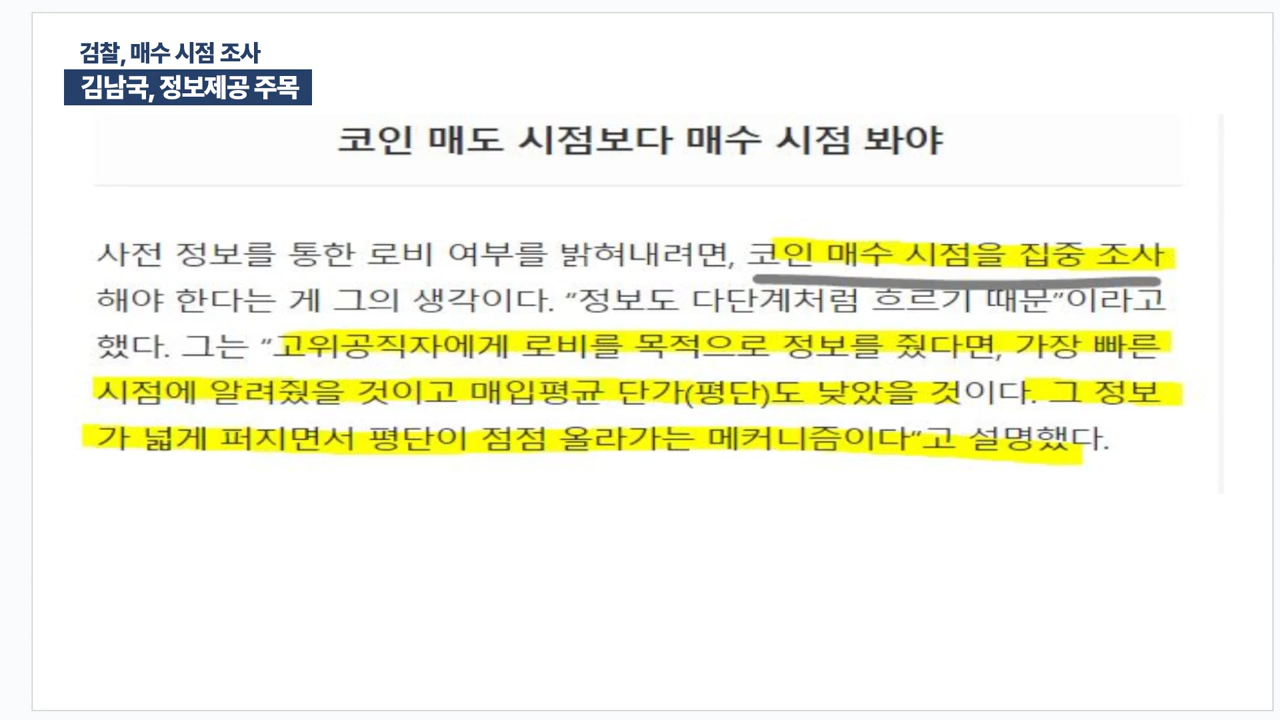 검찰, 매수 시점 조사
김남국, 정보제공 주목
코인 매도 시점보다 매수 시점 봐야
사전 정보를 통한 로비 여부를 밝혀내려면, 코인 매수 시점을 집중 조사
해야 한다는 게 그의 생각이다. “정보도 다단계처럼 흐르기 때문”이라고
했다. 그는 “고위공직자에게 로비를 목적으로 정보를 줬다면, 가장 빠른
시점에 알려줬을 것이고 매입평균 단가(평단)도 낮았을 것이다. 그 정보
가 넓게 퍼지면서 평단이 점점 올라가는 메커니즘이다”고 설명했다.